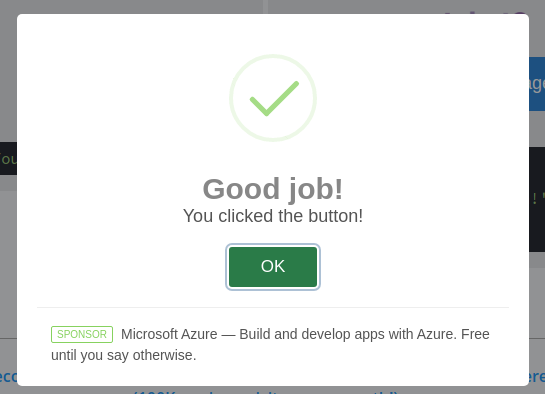 Good job!
You clicked the button!
OK
SPONSOR Microsoft Azure — Build and develop apps with Azure. Free
until you say otherwise.